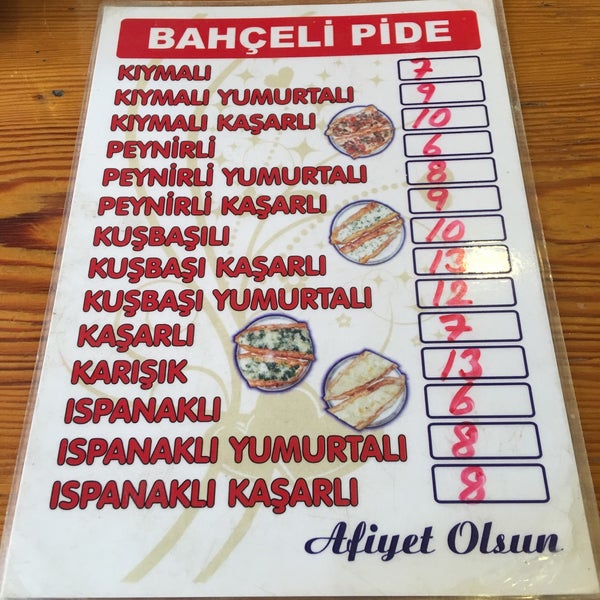 BAHÇELİ PİDE
KIYMALI 7
KIYMALI YUMURTALI 9
KIYMALI KAŞARLI 10
PEYNİRLİ 6
PEYNİRLİ YUMURTALI 8
PEYNİRLİ KAŞARLI 9
KUŞBAŞILI 10
KUŞBAŞI KAŞARLI 13
KUŞBAŞI YUMURTALI 12
KAŞARLI 7
KARIŞIK 13
ISPANAKLI 6
ISPANAKLI YUMURTALI 8
ISPANAKLI KAŞARLI 8
Afiyet Olsun